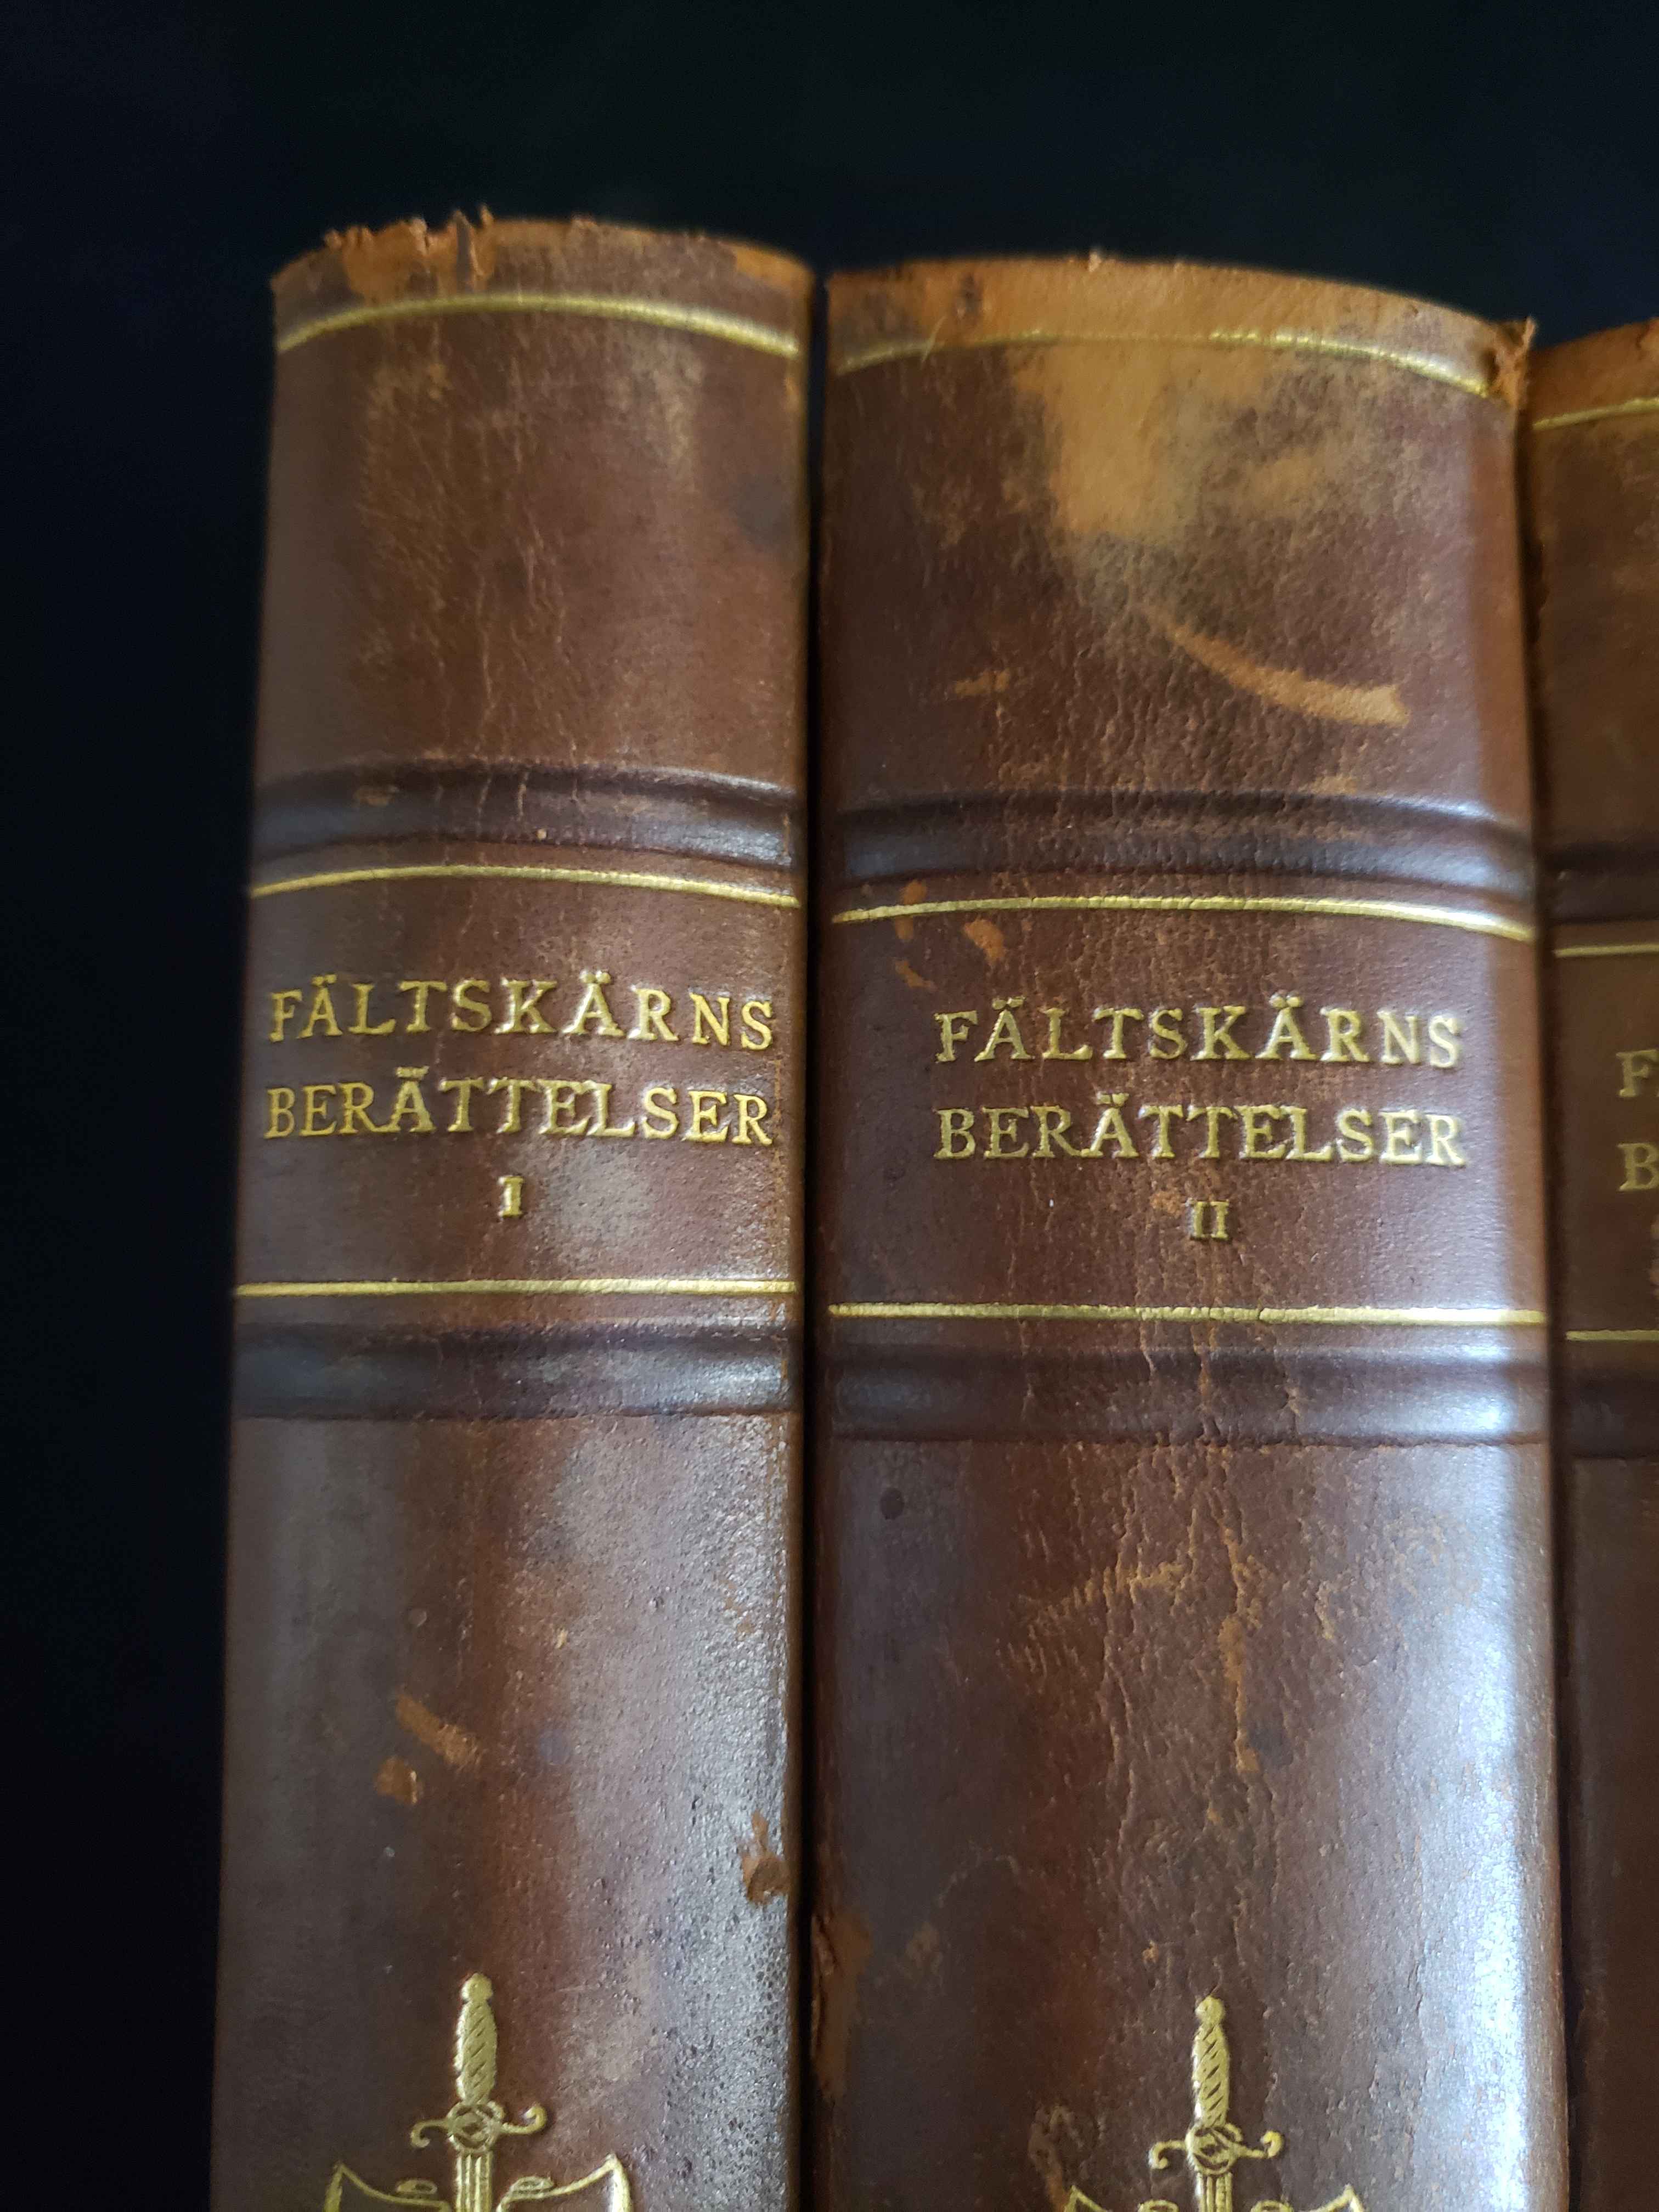 FÄLTSKÄRNS
BERÄTTELSER
I
FÄLTSKÄRNS
BERÄTTELSER
II
F
B